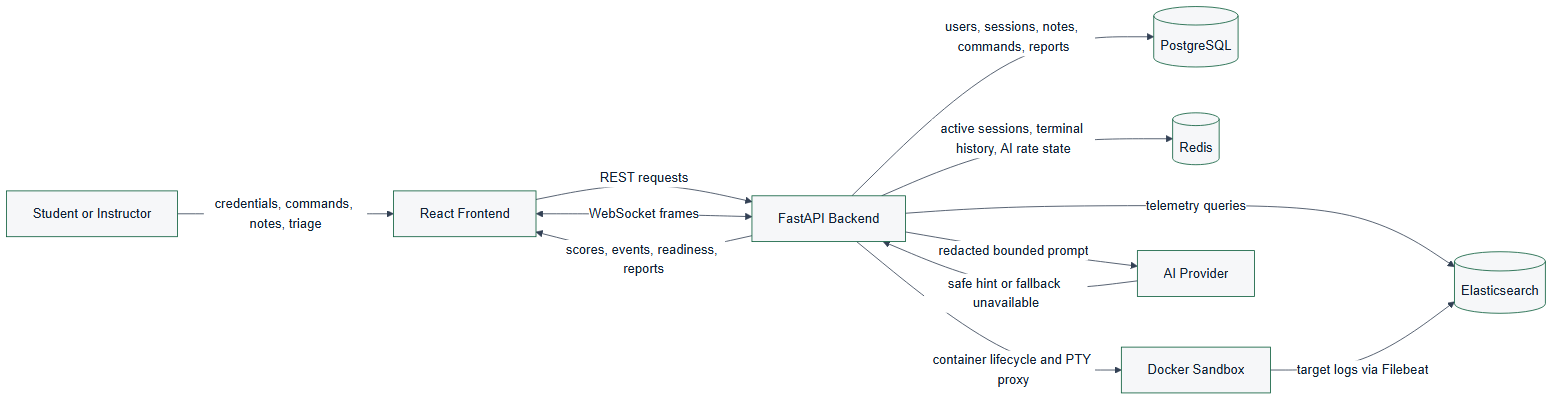 users, sessions, notes,
commands, reports
PostgreSQL
active sessions, terminal
history, AI rate state
Redis
REST requests
Student or Instructor
credentials, commands,
notes, triage
React Frontend
WebSocket frames
FastAPI Backend
telemetry queries
scores, events, readiness,
reports
redacted bounded prompt
AI Provider
safe hint or fallback
unavailable
Elasticsearch
container lifecycle and PTY
proxy
Docker Sandbox
target logs via Filebeat